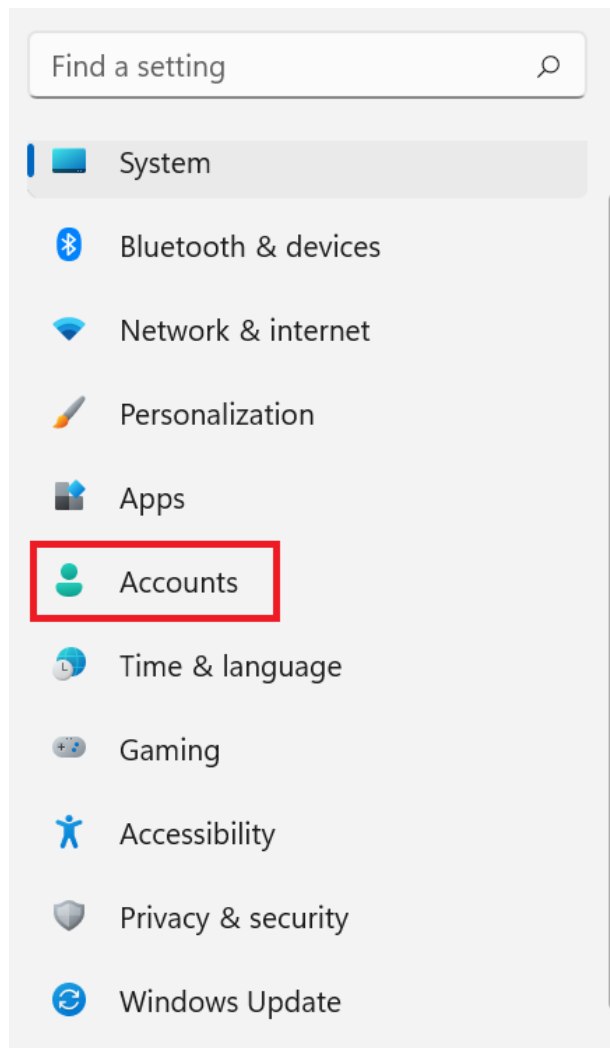 Find a setting
System
Bluetooth & devices
Network & internet
Personalization
Apps
Accounts
Time & language
Gaming
Accessibility
Privacy & security
Windows Update